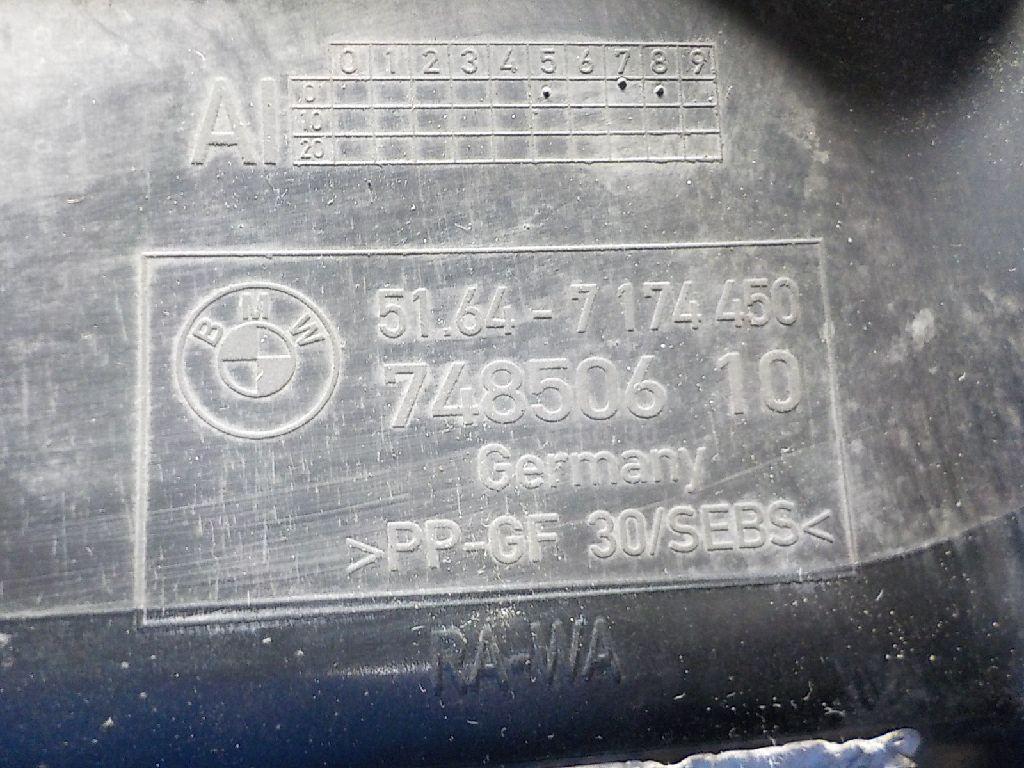 0 1 2 3 4 5 6 7 8 9
AI
0
10
20
BMW
51.64 - 7 174 450
748506 10
Germany
>PP-GF 30/SEBS<
RA-WA